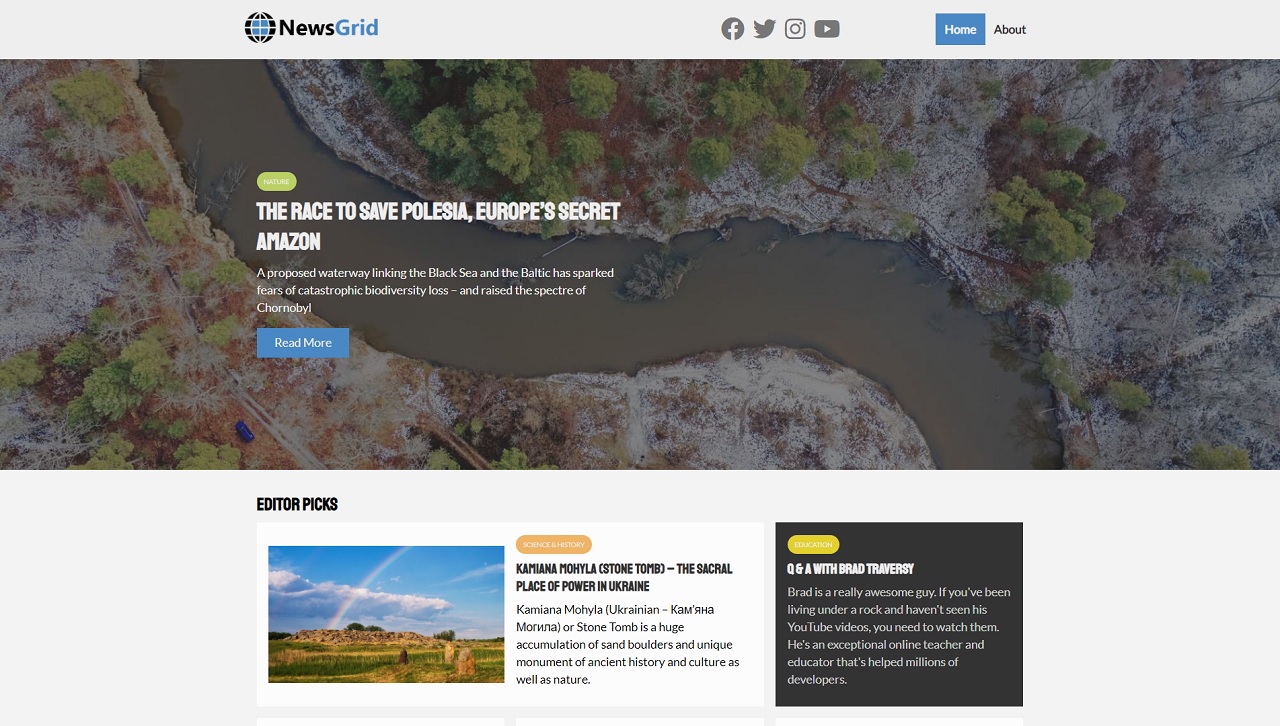 NewsGrid
Home
About
NATURE
THE RACE TO SAVE POLESIA, EUROPE'S SECRET
AMAZON
A proposed waterway linking the Black Sea and the Baltic has sparked
fears of catastrophic biodiversity loss – and raised the spectre of
Chornobyl
Read More
EDITOR PICKS
SCIENCE & HISTORY
KAMIANA MOHYLA (STONE TOMB) – THE SACRAL
PLACE OF POWER IN UKRAINE
Kamiana Mohyla (Ukrainian – Кам'яна
Могила) or Stone Tomb is a huge
accumulation of sand boulders and unique
monument of ancient history and culture as
well as nature.
EDUCATION
Q & A WITH BRAD TRAVERSY
Brad is a really awesome guy. If you've been
living under a rock and haven't seen his
YouTube videos, you need to watch them.
He's an exceptional online teacher and
educator that's helped millions of
developers.